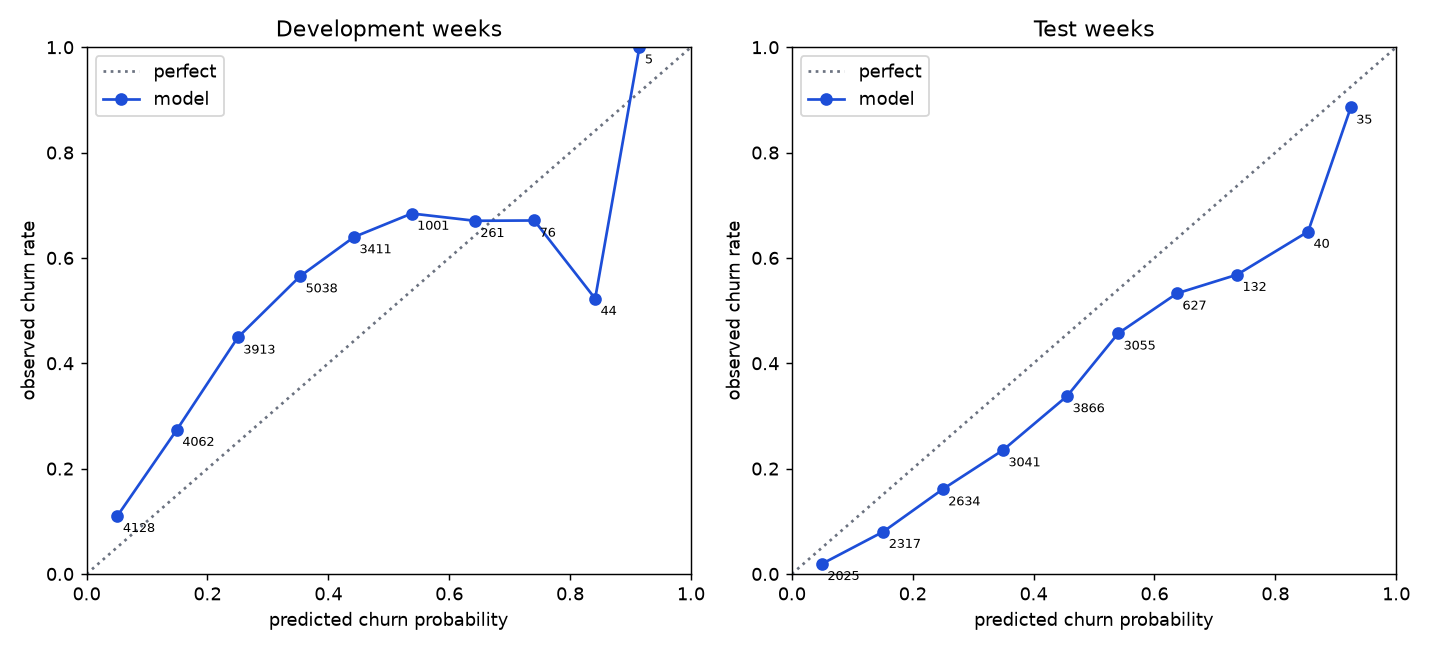 Development weeks
1.0
0.8
0.6
0.4
0.2
0.0
observed churn rate
perfect
model
4128
4062
3913
5038
3411
1001
261
76
44
5
0.0 0.2 0.4 0.6 0.8 1.0
predicted churn probability
Test weeks
1.0
0.8
0.6
0.4
0.2
0.0
observed churn rate
perfect
model
2025
2317
2634
3041
3866
3055
627
132
40
35
0.0 0.2 0.4 0.6 0.8 1.0
predicted churn probability